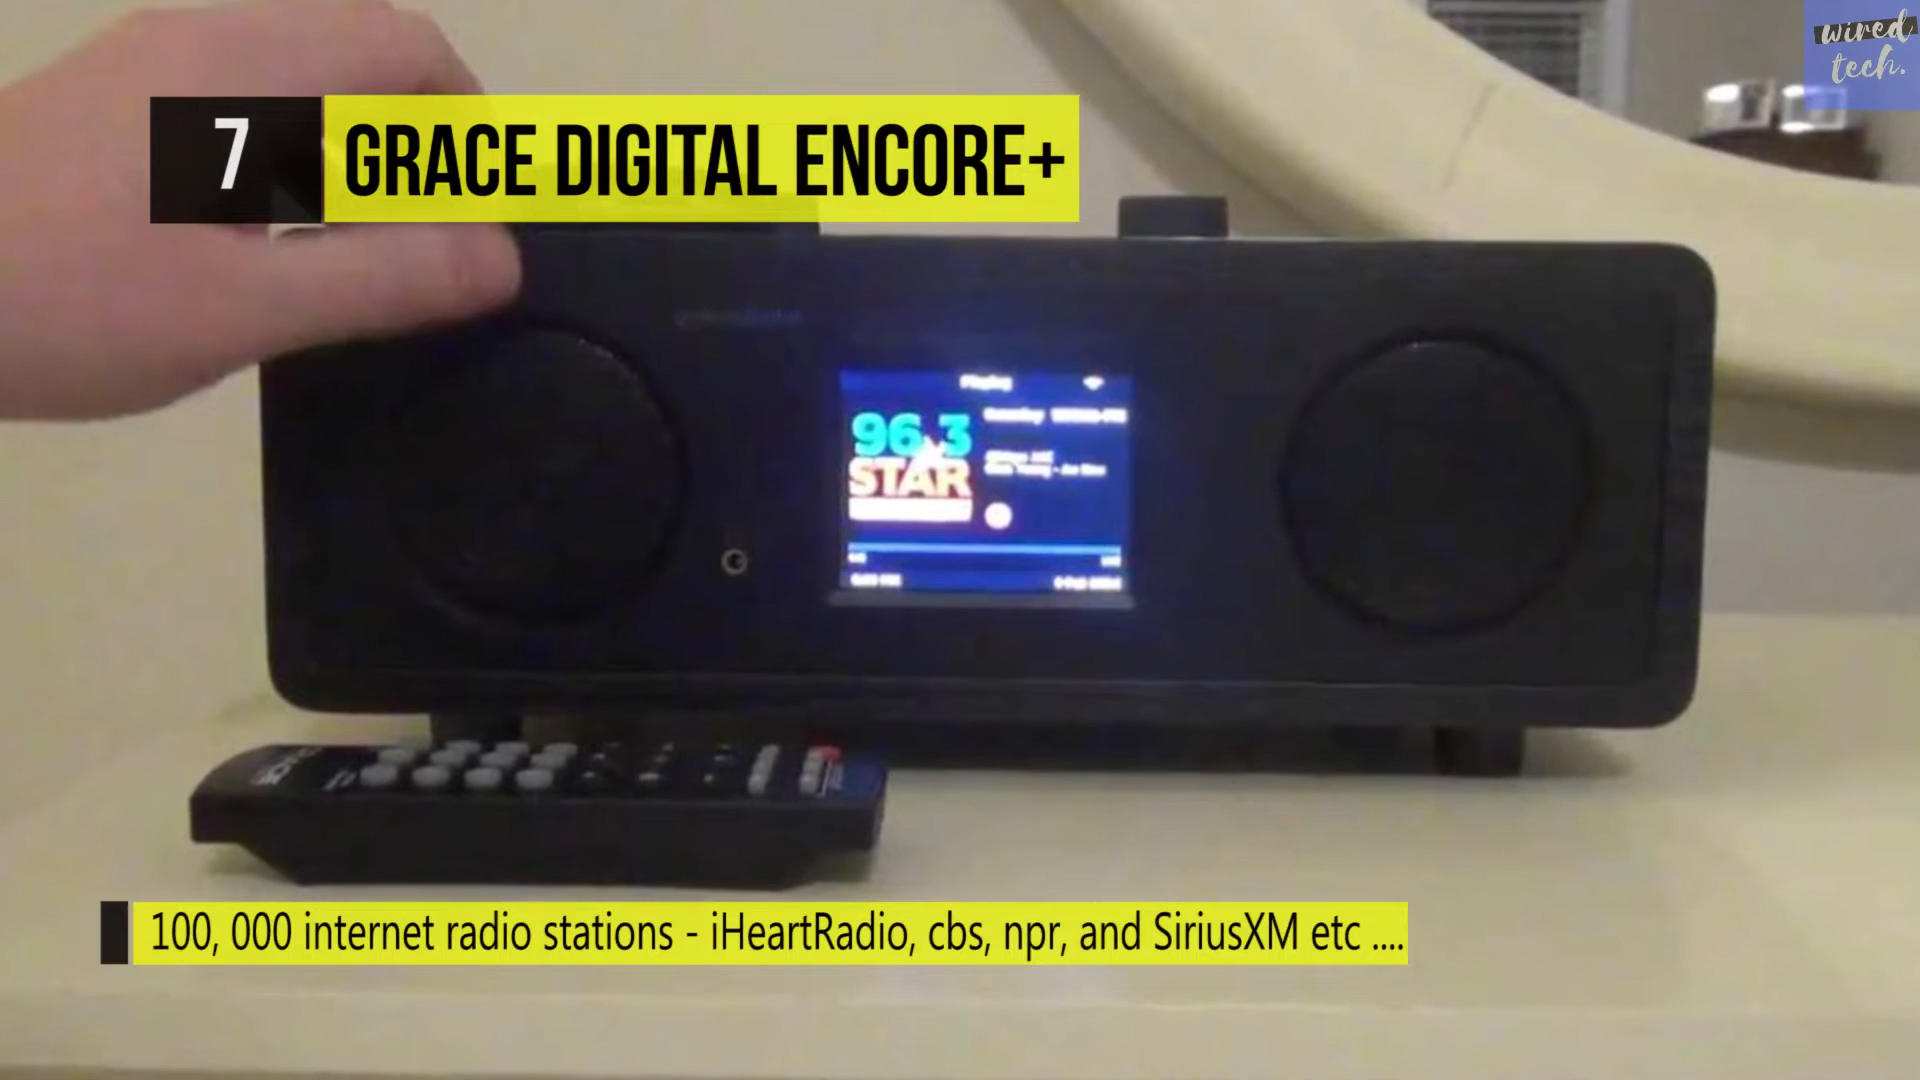 wired
tech.
7 GRACE DIGITAL ENCORE+
Playing
96.3
STAR
100, 000 internet radio stations - iHeartRadio, cbs, npr, and SiriusXM etc ....